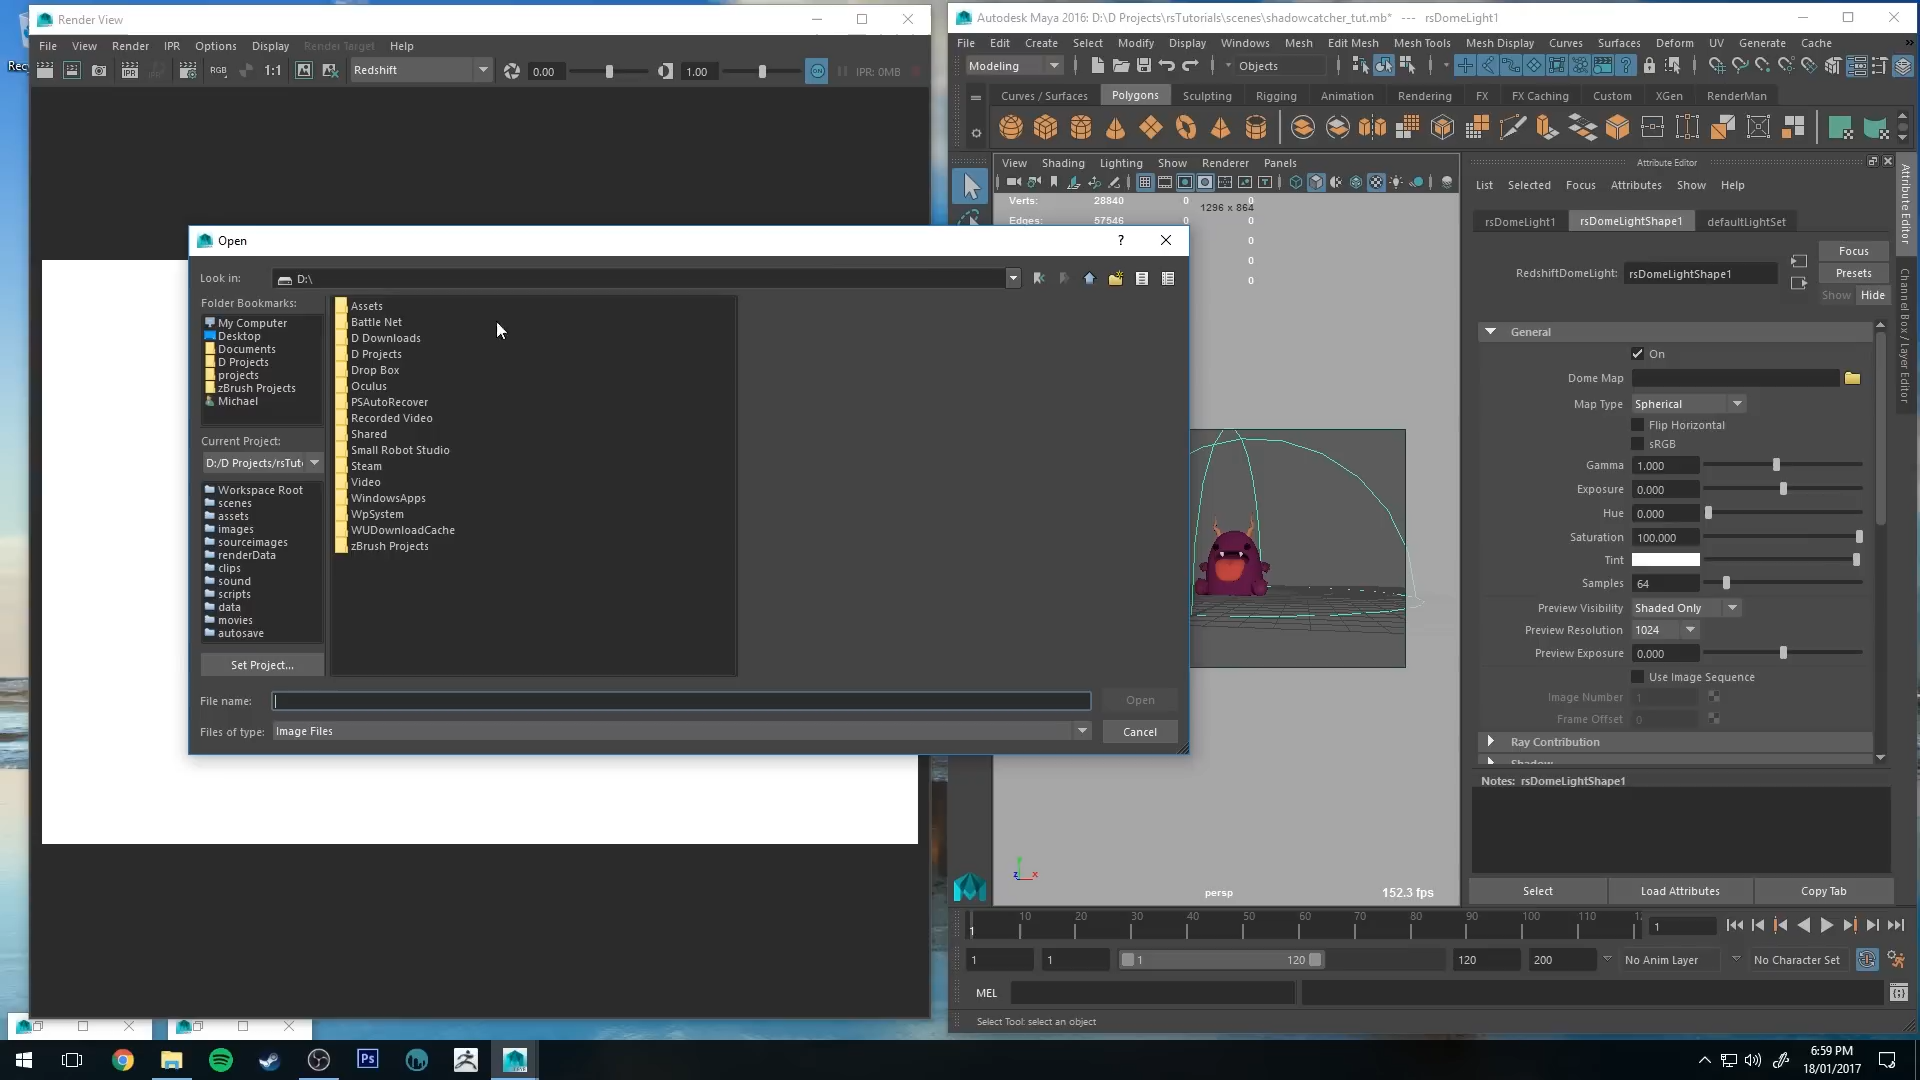 Render View
File View Render IPR Options Display Render Target Help
IPR RGB 1:1 Redshift 0.00 1.00 IPR: 0MB
Autodesk Maya 2016: D:\D Projects\rsTutorials\scenes\shadowcatcher_tut.mb* --- rsDomeLight1
File Edit Create Select Modify Display Windows Mesh Edit Mesh Mesh Tools Mesh Display Curves Surfaces Deform UV Generate Cache
Modeling Objects
Curves / Surfaces Polygons Sculpting Rigging Animation Rendering FX FX Caching Custom XGen RenderMan
View Shading Lighting Show Renderer Panels
Verts: 28840 0 0
Edges: 57546 0 0
1296 x 864
0
0
0
Open
?
Look in: D:\
Folder Bookmarks:
My Computer
Desktop
Documents
D Projects
projects
zBrush Projects
Michael
Current Project:
D:/D Projects/rsTut
Workspace Root
scenes
assets
images
sourceimages
renderData
clips
sound
scripts
data
movies
autosave
Set Project...
Assets
Battle Net
D Downloads
D Projects
Drop Box
Oculus
PSAutoRecover
Recorded Video
Shared
Small Robot Studio
Steam
Video
WindowsApps
WpSystem
WUDownloadCache
zBrush Projects
File name: Open
Files of type: Image Files Cancel
persp
152.3 fps
Attribute Editor
List Selected Focus Attributes Show Help
rsDomeLight1 rsDomeLightShape1 defaultLightSet
RedshiftDomeLight: rsDomeLightShape1
Focus
Presets
Show Hide
General
On
Dome Map
Map Type Spherical
Flip Horizontal
sRGB
Gamma 1.000
Exposure 0.000
Hue 0.000
Saturation 100.000
Tint
Samples 64
Preview Visibility Shaded Only
Preview Resolution 1024
Preview Exposure 0.000
Use Image Sequence
Image Number 1
Frame Offset 0
Ray Contribution
Shadow
Notes: rsDomeLightShape1
Select Load Attributes Copy Tab
Attribute Editor
Channel Box / Layer Editor
10 20 30 40 50 60 70 80 90 100 110
1
1
1 1 1 120 120 200 No Anim Layer No Character Set
MEL
Select Tool: select an object
Ps
6:59 PM
18/01/2017